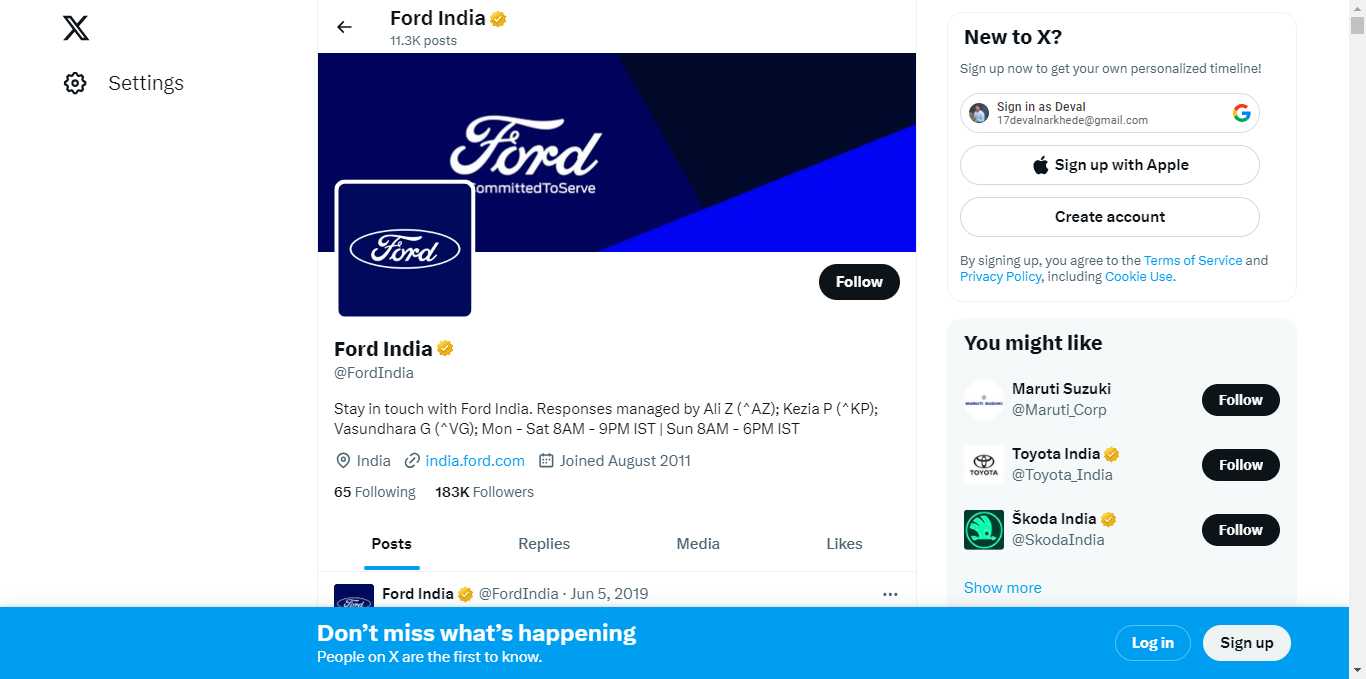 Settings
Ford India
11.3K posts
Ford
ommittedToServe
Ford
Follow
Ford India
@FordIndia
Stay in touch with Ford India. Responses managed by Ali Z (^AZ); Kezia P (^KP);
Vasundhara G (^VG); Mon - Sat 8AM - 9PM IST | Sun 8AM - 6PM IST
India india.ford.com Joined August 2011
65 Following 183K Followers
Posts Replies Media Likes
Ford India @FordIndia · Jun 5, 2019
Ford
New to X?
Sign up now to get your own personalized timeline!
Sign in as Deval
17devalnarkhede@gmail.com
Sign up with Apple
Create account
By signing up, you agree to the Terms of Service and
Privacy Policy, including Cookie Use.
You might like
MARUTI SUZUKI
Maruti Suzuki
@Maruti_Corp
Follow
TOYOTA
Toyota India
@Toyota_India
Follow
Škoda India
@SkodaIndia
Follow
Show more
Don’t miss what’s happening
People on X are the first to know.
Log in
Sign up